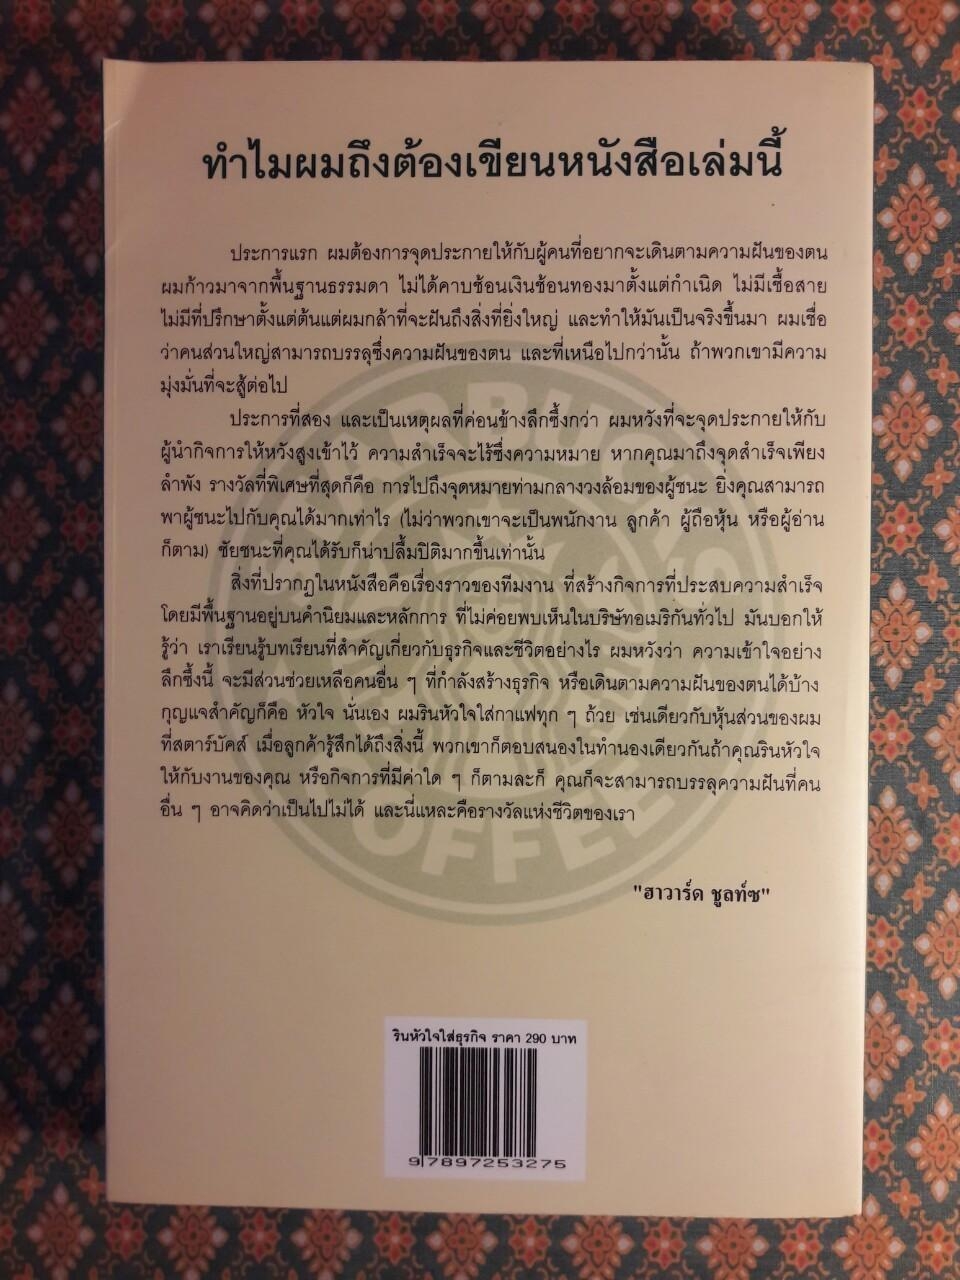 ทำไมผมถึงต้องเขียนหนังสือเล่มนี้
ประการแรก ผมต้องการจุดประกายให้กับผู้คนที่อยากจะเดินตามความฝันของตน
ผมก้าวมาจากพื้นฐานธรรมดา ไม่ได้คาบช้อนเงินช้อนทองมาตั้งแต่กำเนิด ไม่มีเชื้อสาย
ไม่มีที่ปรึกษาตั้งแต่ต้นแต่ผมกล้าที่จะฝันถึงสิ่งที่ยิ่งใหญ่ และทำให้มันเป็นจริงขึ้นมา ผมเชื่อ
ว่าคนส่วนใหญ่สามารถบรรลุซึ่งความฝันของตน และที่เหนือไปกว่านั้น ถ้าพวกเขามีความ
มุ่งมั่นที่จะสู้ต่อไป
ประการที่สอง และเป็นเหตุผลที่ค่อนข้างลึกซึ้งกว่า ผมหวังที่จะจุดประกายให้กับ
ผู้นำกิจการให้หวังสูงเข้าไว้ ความสำเร็จจะไร้ซึ่งความหมาย หากคุณมาถึงจุดสำเร็จเพียง
ลำพัง รางวัลที่พิเศษที่สุดก็คือ การไปถึงจุดหมายท่ามกลางวงล้อมของผู้ชนะ ยิ่งคุณสามารถ
พาผู้ชนะไปกับคุณได้มากเท่าไร (ไม่ว่าพวกเขาจะเป็นพนักงาน ลูกค้า ผู้ถือหุ้น หรือผู้อ่าน
ก็ตาม) ชัยชนะที่คุณได้รับก็น่าปลื้มปิติมากขึ้นเท่านั้น
สิ่งที่ปรากฏในหนังสือคือเรื่องราวของทีมงาน ที่สร้างกิจการที่ประสบความสำเร็จ
โดยมีพื้นฐานอยู่บนค่านิยมและหลักการ ที่ไม่ค่อยพบเห็นในบริษัทอเมริกันทั่วไป มันบอกให้
รู้ว่า เราเรียนรู้บทเรียนที่สำคัญเกี่ยวกับธุรกิจและชีวิตอย่างไร ผมหวังว่า ความเข้าใจอย่าง
ลึกซึ้งนี้ จะมีส่วนช่วยเหลือคนอื่น ๆ ที่กำลังสร้างธุรกิจ หรือเดินตามความฝันของตนได้บ้าง
กุญแจสำคัญก็คือ หัวใจ นั่นเอง ผมรินหัวใจใส่กาแฟทุก ๆ ถ้วย เช่นเดียวกับหุ้นส่วนของผม
ที่สตาร์บัคส์ เมื่อลูกค้ารู้สึกได้ถึงสิ่งนี้ พวกเขาก็ตอบสนองในทำนองเดียวกันถ้าคุณรินหัวใจ
ให้กับงานของคุณ หรือกิจการที่มีค่าใด ๆ ก็ตามละก็ คุณก็จะสามารถบรรลุความฝันที่คน
อื่น ๆ อาจคิดว่าเป็นไปไม่ได้ และนี่แหละคือรางวัลแห่งชีวิตของเรา
"ฮาวาร์ด ชูลท์ซ"
รินหัวใจใส่ธุรกิจ ราคา 290 บาท
9 789725 3275